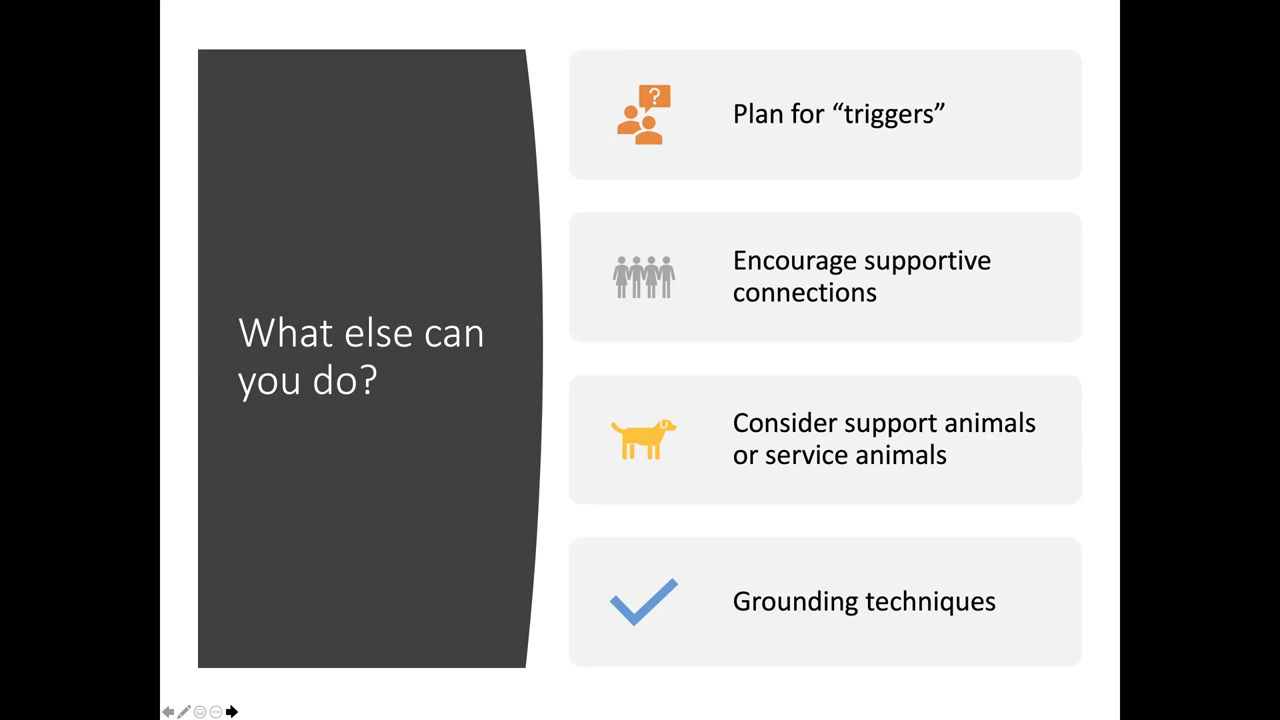 What else can
you do?
?
Plan for “triggers”
Encourage supportive
connections
Consider support animals
or service animals
Grounding techniques